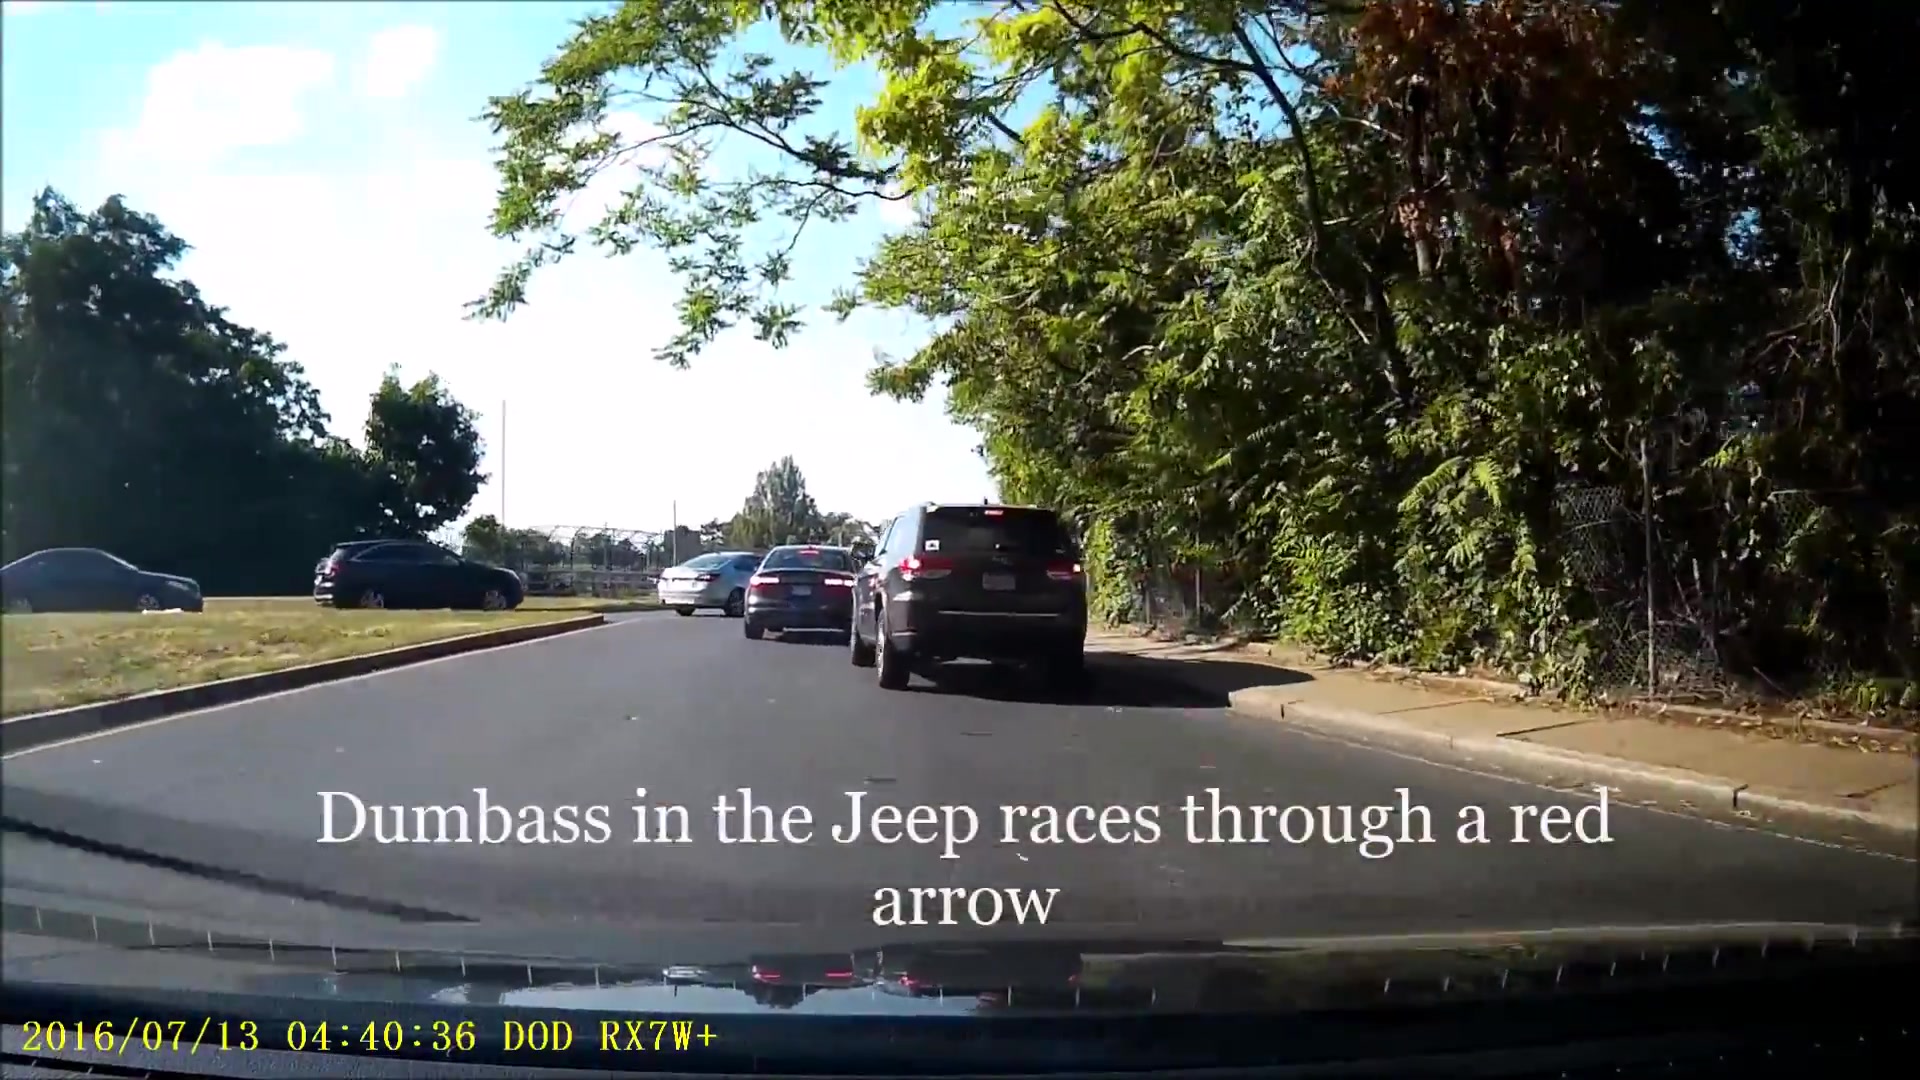 Dumbass in the Jeep races through a red
arrow
2016/07/13 04:40:36 DOD RX7W+